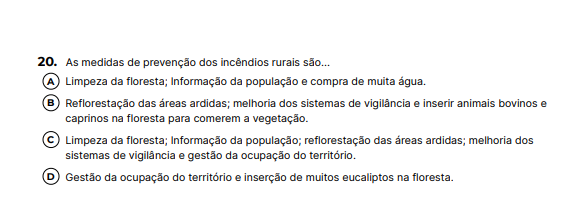 20. As medidas de prevenção dos incêndios rurais são...
A Limpeza da floresta; Informação da população e compra de muita água.
B Reflorestação das áreas ardidas; melhoria dos sistemas de vigilância e inserir animais bovinos e
caprinos na floresta para comerem a vegetação.
C Limpeza da floresta; Informação da população; reflorestação das áreas ardidas; melhoria dos
sistemas de vigilância e gestão da ocupação do território.
D Gestão da ocupação do território e inserção de muitos eucaliptos na floresta.